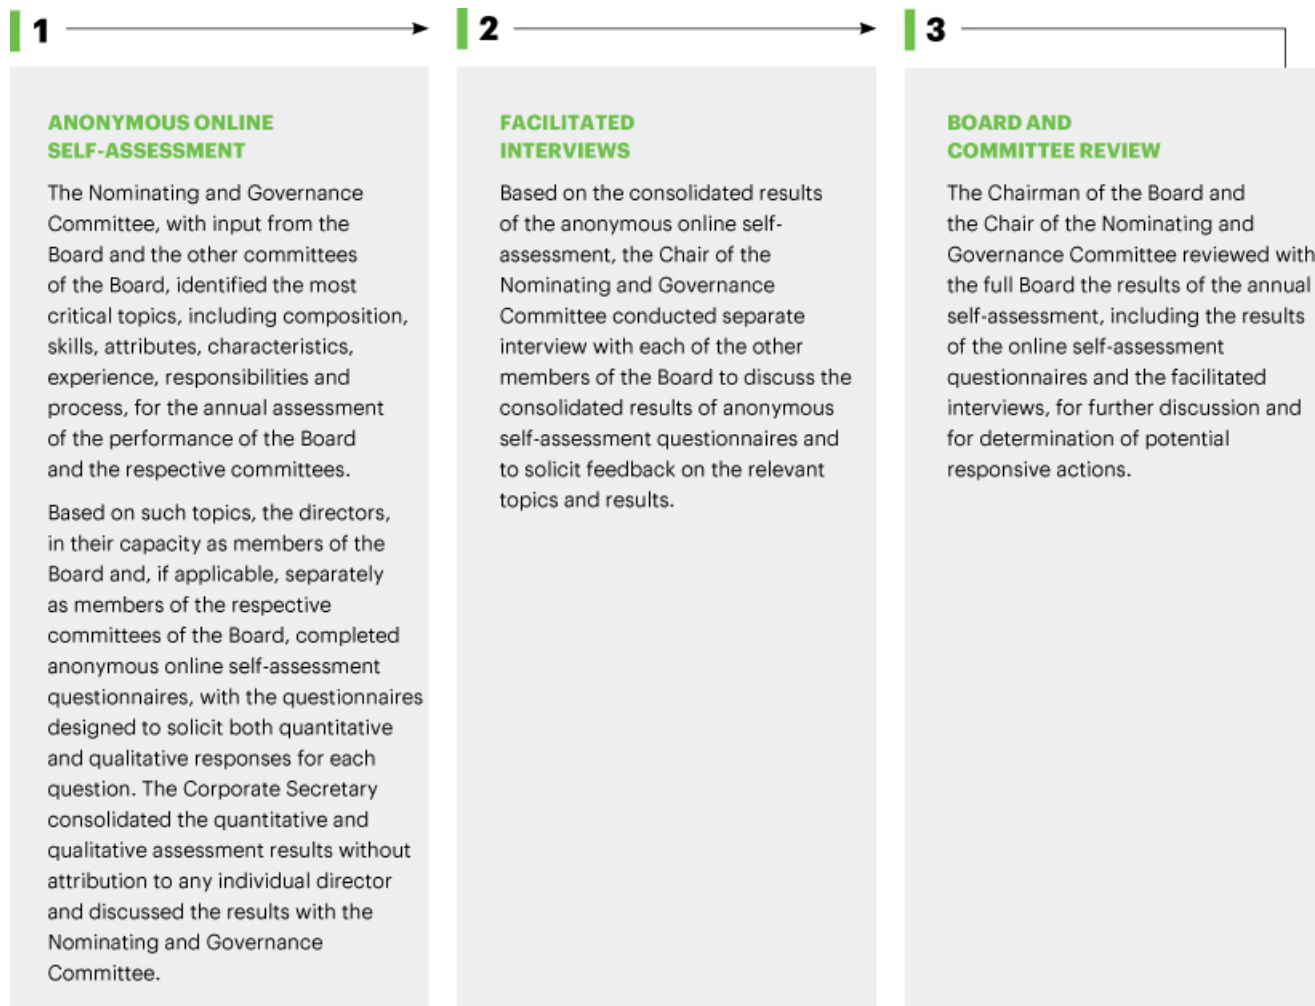 1
ANONYMOUS ONLINE
SELF-ASSESSMENT
The Nominating and Governance
Committee, with input from the
Board and the other committees
of the Board, identified the most
critical topics, including composition,
skills, attributes, characteristics,
experience, responsibilities and
process, for the annual assessment
of the performance of the Board
and the respective committees.
Based on such topics, the directors,
in their capacity as members of the
Board and, if applicable, separately
as members of the respective
committees of the Board, completed
anonymous online self-assessment
questionnaires, with the questionnaires
designed to solicit both quantitative
and qualitative responses for each
question. The Corporate Secretary
consolidated the quantitative and
qualitative assessment results without
attribution to any individual director
and discussed the results with the
Nominating and Governance
Committee.
2
FACILITATED
INTERVIEWS
Based on the consolidated results
of the anonymous online self-
assessment, the Chair of the
Nominating and Governance
Committee conducted separate
interview with each of the other
members of the Board to discuss the
consolidated results of anonymous
self-assessment questionnaires and
to solicit feedback on the relevant
topics and results.
3
BOARD AND
COMMITTEE REVIEW
The Chairman of the Board and
the Chair of the Nominating and
Governance Committee reviewed with
the full Board the results of the annual
self-assessment, including the results
of the online self-assessment
questionnaires and the facilitated
interviews, for further discussion and
for determination of potential
responsive actions.